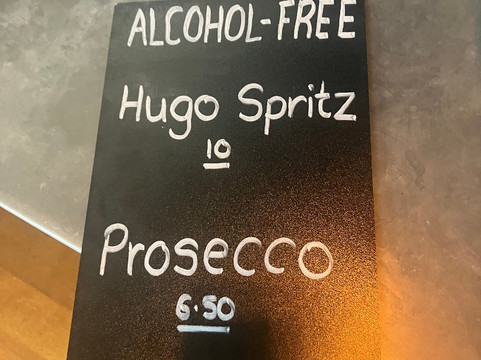 ALCOHOL-FREE
Hugo Spritz
10
Prosecco
6.50